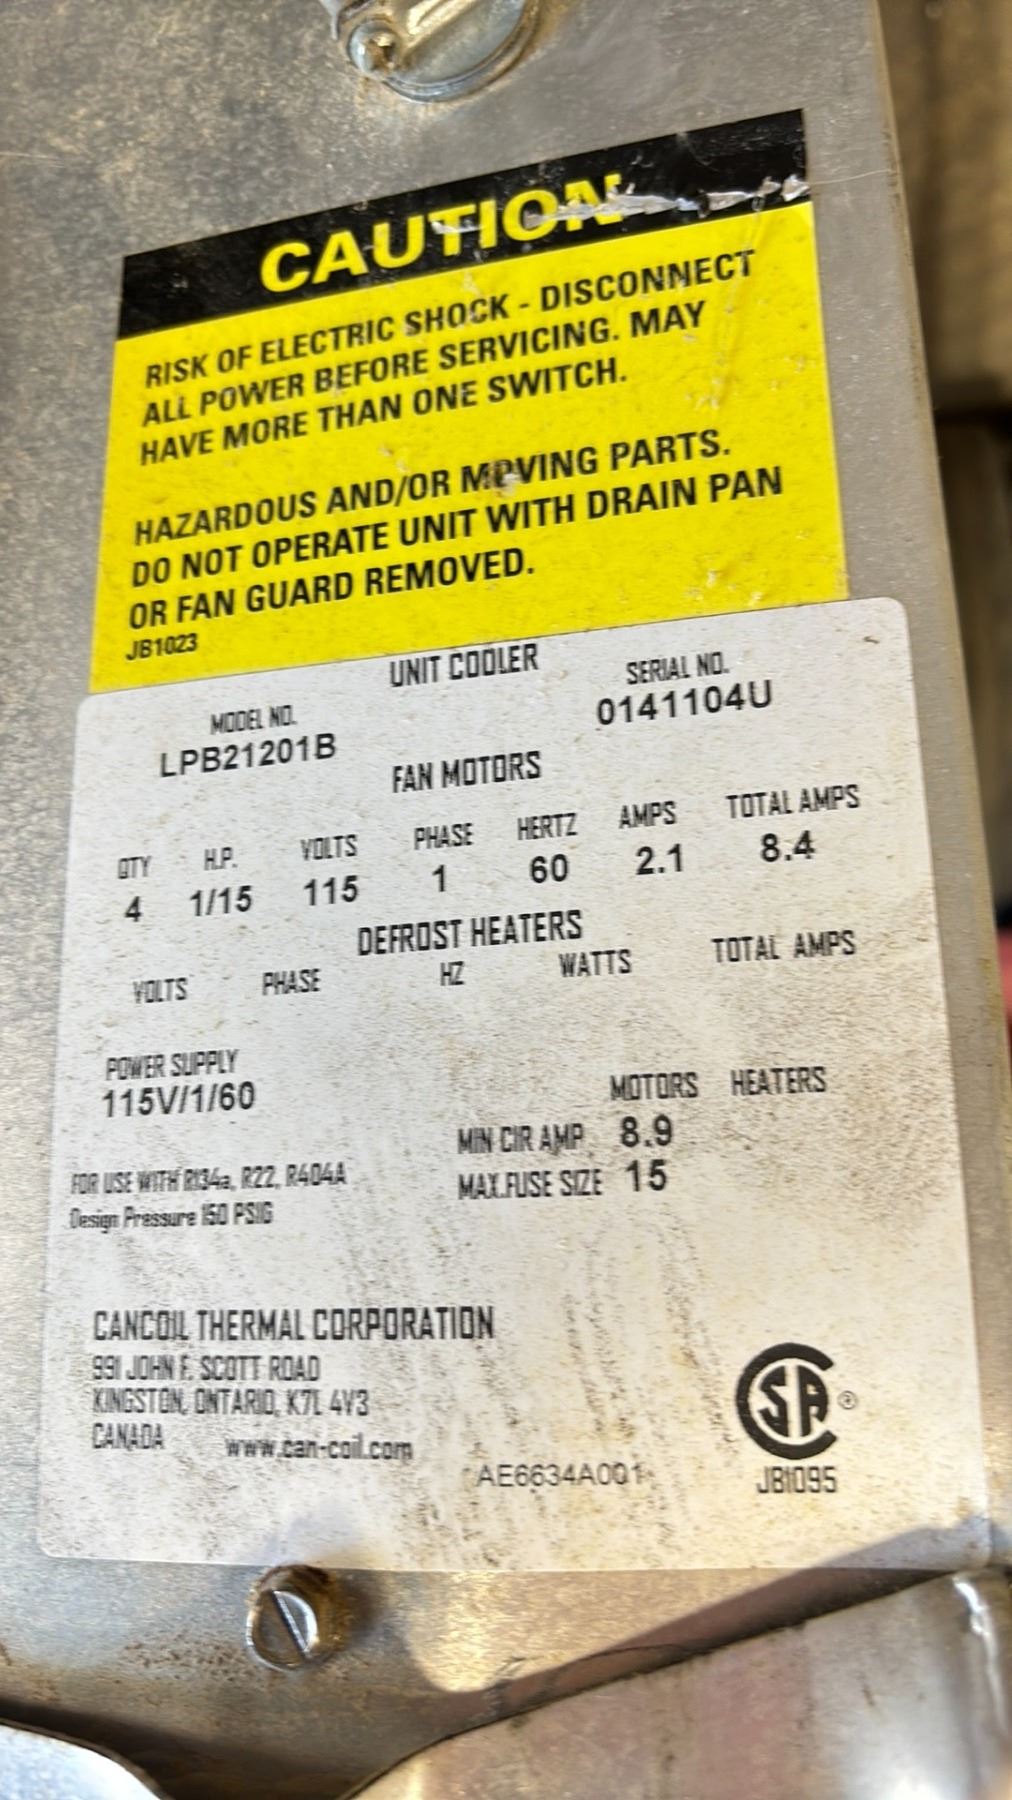 CAUTION
RISK OF ELECTRIC SHOCK - DISCONNECT
ALL POWER BEFORE SERVICING. MAY
HAVE MORE THAN ONE SWITCH.
HAZARDOUS AND/OR MOVING PARTS.
DO NOT OPERATE UNIT WITH DRAIN PAN
OR FAN GUARD REMOVED.
JB1023
UNIT COOLER
MODEL NO. SERIAL NO.
LPB21201B 0141104U
FAN MOTORS
QTY H.P. VOLTS PHASE HERTZ AMPS TOTAL AMPS
4 1/15 115 1 60 2.1 8.4
DEFROST HEATERS
VOLTS PHASE HZ WATTS TOTAL AMPS
POWER SUPPLY
115V/1/60
MOTORS HEATERS
MIN CIR AMP 8.9
MAX.FUSE SIZE 15
FOR USE WITH R134a, R22, R404A
Design Pressure 150 PSIG
CANCOIL THERMAL CORPORATION
991 JOHN F. SCOTT ROAD
KINGSTON, ONTARIO, K7L 4V3
CANADA www.can-coil.com
AE6634A001
CSA ®
JB1095